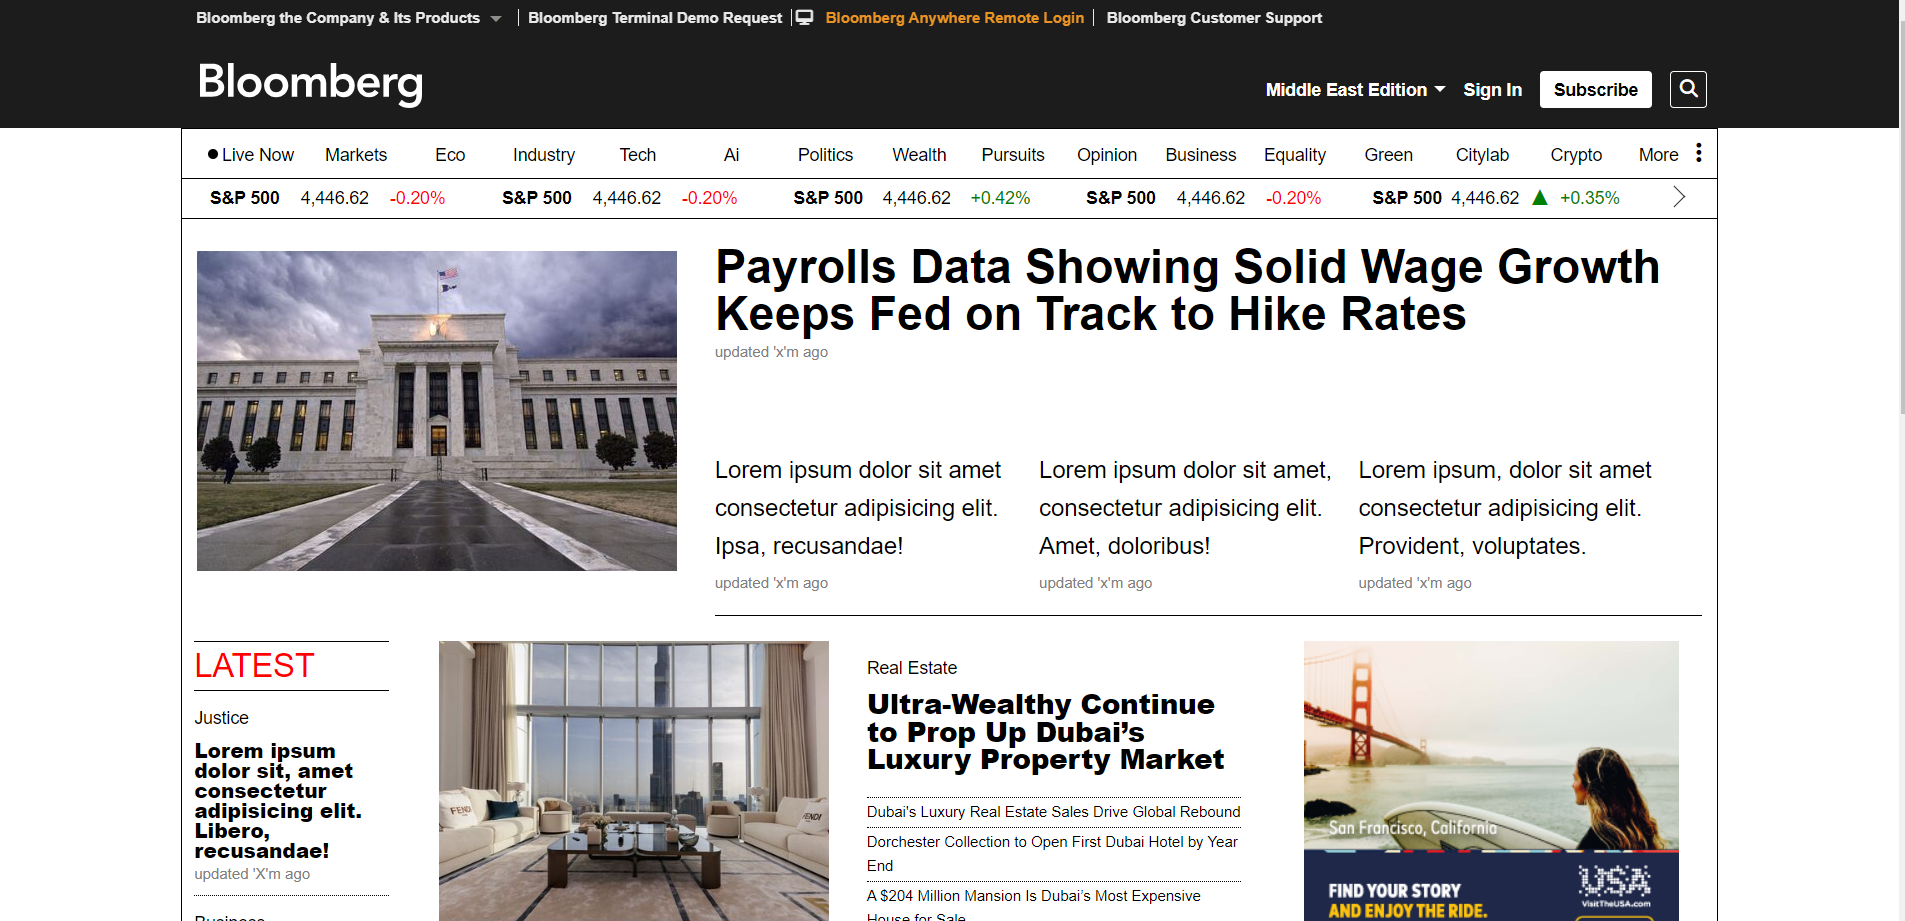 Bloomberg the Company & Its Products
Bloomberg Terminal Demo Request
Bloomberg Anywhere Remote Login
Bloomberg Customer Support
Bloomberg
Middle East Edition
Sign In
Subscribe
Live Now Markets Eco Industry Tech Ai Politics Wealth Pursuits Opinion Business Equality Green Citylab Crypto More
S&P 500 4,446.62 -0.20% S&P 500 4,446.62 -0.20% S&P 500 4,446.62 +0.42% S&P 500 4,446.62 -0.20% S&P 500 4,446.62 ▲ +0.35%
Payrolls Data Showing Solid Wage Growth
Keeps Fed on Track to Hike Rates
updated 'x'm ago
Lorem ipsum dolor sit amet
consectetur adipisicing elit.
Ipsa, recusandae!
updated 'x'm ago
Lorem ipsum dolor sit amet,
consectetur adipisicing elit.
Amet, doloribus!
updated 'x'm ago
Lorem ipsum, dolor sit amet
consectetur adipisicing elit.
Provident, voluptates.
updated 'x'm ago
LATEST
Justice
Lorem ipsum
dolor sit, amet
consectetur
adipisicing elit.
Libero,
recusandae!
updated 'X'm ago
Business
FENDI
FENDI
Real Estate
Ultra-Wealthy Continue
to Prop Up Dubai’s
Luxury Property Market
Dubai's Luxury Real Estate Sales Drive Global Rebound
Dorchester Collection to Open First Dubai Hotel by Year
End
A $204 Million Mansion Is Dubai’s Most Expensive
House for Sale
San Francisco, California
FIND YOUR STORY
AND ENJOY THE RIDE.
USA
VisitTheUSA.com